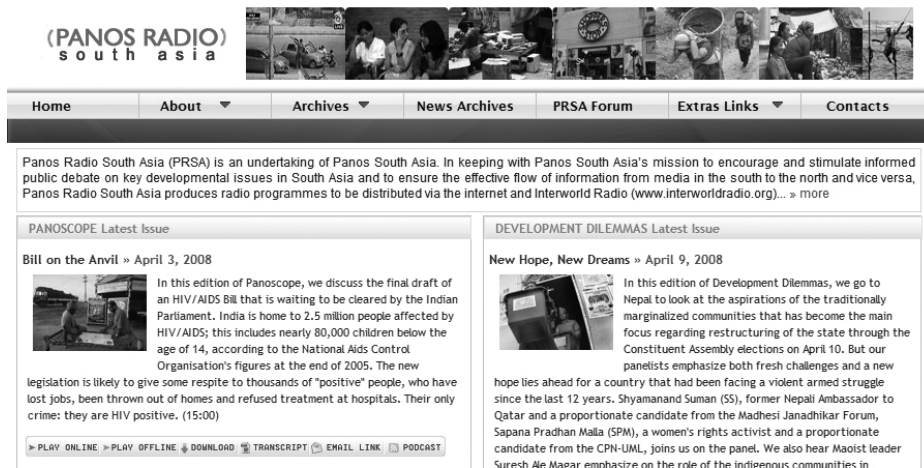 (PANOS RADIO)
south asia
Home About Archives News Archives PRSA Forum Extras Links Contacts
Panos Radio South Asia (PRSA) is an undertaking of Panos South Asia. In keeping with Panos South Asia's mission to encourage and stimulate informed
public debate on key developmental issues in South Asia and to ensure the effective flow of information from media in the south to the north and vice versa,
Panos Radio South Asia produces radio programmes to be distributed via the internet and Interworld Radio (www.interworldradio.org)... » more
PANOSCOPE Latest Issue
Bill on the Anvil » April 3, 2008
In this edition of Panoscope, we discuss the final draft of
an HIV/AIDS Bill that is waiting to be cleared by the Indian
Parliament. India is home to 2.5 million people affected by
HIV/AIDS; this includes nearly 80,000 children below the
age of 14, according to the National Aids Control
Organisation's figures at the end of 2005. The new
legislation is likely to give some respite to thousands of "positive" people, who have
lost jobs, been thrown out of homes and refused treatment at hospitals. Their only
crime: they are HIV positive. (15:00)
PLAY ONLINE PLAY OFFLINE DOWNLOAD TRANSCRIPT EMAIL LINK PODCAST
DEVELOPMENT DILEMMAS Latest Issue
New Hope, New Dreams » April 9, 2008
In this edition of Development Dilemmas, we go to
Nepal to look at the aspirations of the traditionally
marginalized communities that has become the main
focus regarding restructuring of the state through the
Constituent Assembly elections on April 10. But our
panelists emphasize both fresh challenges and a new
hope lies ahead for a country that had been facing a violent armed struggle
since the last 12 years. Shyamanand Suman (SS), former Nepali Ambassador to
Qatar and a proportionate candidate from the Madhesi Janadhikar Forum,
Sapana Pradhan Malla (SPM), a women's rights activist and a proportionate
candidate from the CPN-UML, joins us on the panel. We also hear Maoist leader
Suresh Ale Magar emphasize on the role of the indigenous communities in